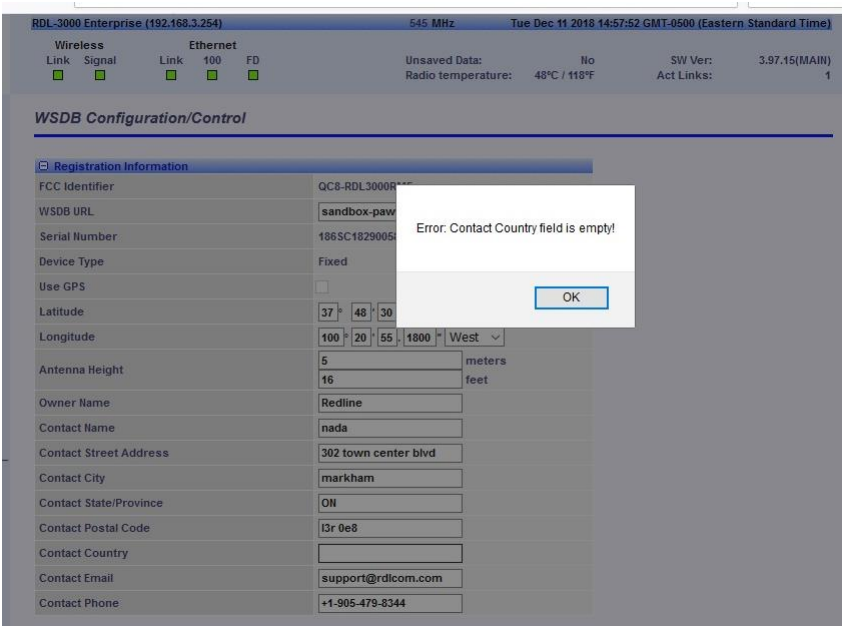 RDL-3000 Enterprise (192.168.3.254) 545 MHz Tue Dec 11 2018 14:57:52 GMT-0500 (Eastern Standard Time)
Wireless Ethernet
Link Signal Link 100 FD Unsaved Data: No SW Ver: 3.97.15(MAIN)
Radio temperature: 48°C / 118°F Act Links: 1
WSDB Configuration/Control
Registration Information
FCC Identifier QC8-RDL3000
WSDB URL sandbox-paw
Serial Number 186SC1829005
Device Type Fixed
Use GPS
Latitude 37 ° 48 ' 30
Longitude 100 ° 20 ' 55 . 1800 " West
Antenna Height 5 meters
16 feet
Owner Name Redline
Contact Name nada
Contact Street Address 302 town center blvd
Contact City markham
Contact State/Province ON
Contact Postal Code l3r 0e8
Contact Country
Contact Email support@rdlcom.com
Contact Phone +1-905-479-8344
Error: Contact Country field is empty!
OK